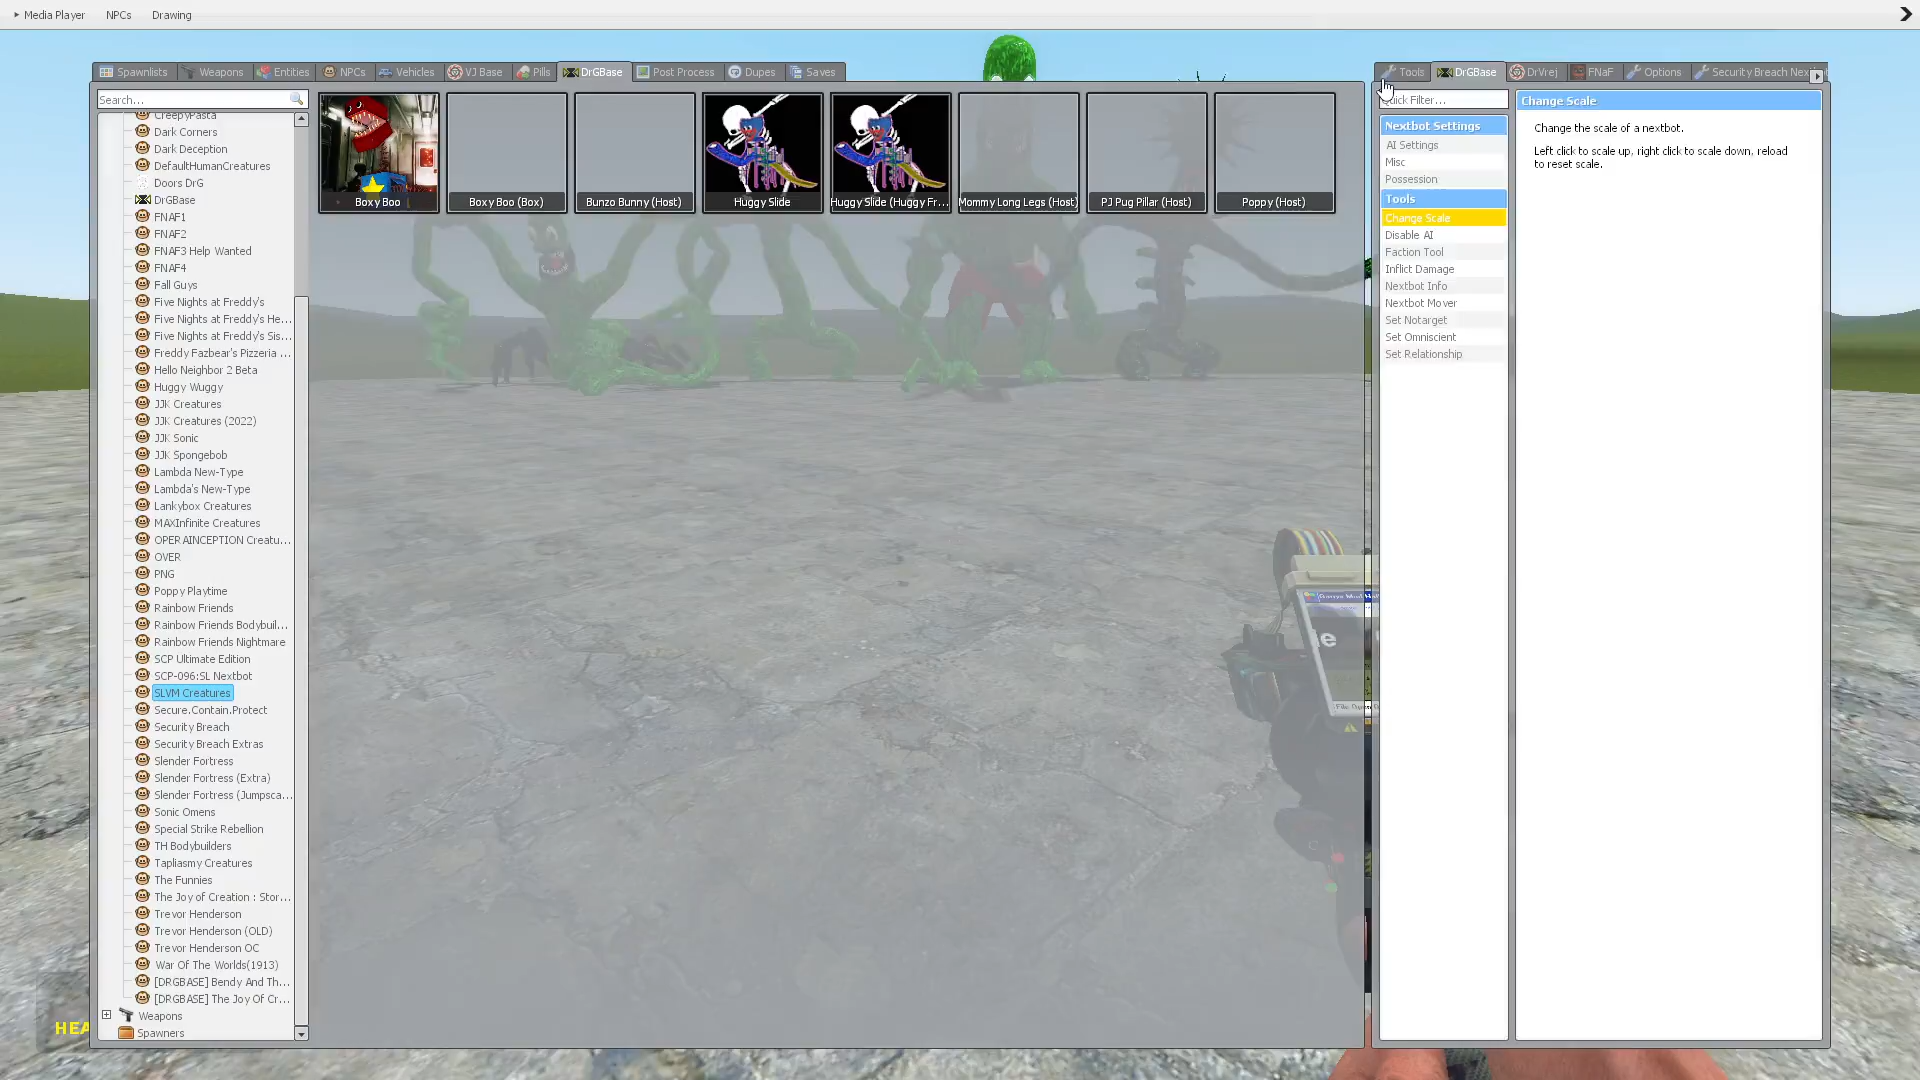 Media Player NPCs Drawing
Spawnlists Weapons Entities NPCs Vehicles VJ Base Pills DrGBase Post Process Dupes Saves
Search...
CreepyPasta
Dark Corners
Dark Deception
DefaultHumanCreatures
Doors DrG
DrGBase
FNAF1
FNAF2
FNAF3 Help Wanted
FNAF4
Fall Guys
Five Nights at Freddy's
Five Nights at Freddy's He...
Five Nights at Freddy's Sis...
Freddy Fazbear's Pizzeria ...
Hello Neighbor 2 Beta
Huggy Wuggy
JJK Creatures
JJK Creatures (2022)
JJK Sonic
JJK Spongebob
Lambda New-Type
Lambda's New-Type
Lankybox Creatures
MAXInfinite Creatures
OPERAINCEPTION Creatu...
OVER
PNG
Poppy Playtime
Rainbow Friends
Rainbow Friends Bodybuil...
Rainbow Friends Nightmare
SCP Ultimate Edition
SCP-096:SL Nextbot
SLVM Creatures
Secure.Contain.Protect
Security Breach
Security Breach Extras
Slender Fortress
Slender Fortress (Extra)
Slender Fortress (Jumpsca...
Sonic Omens
Special Strike Rebellion
TH Bodybuilders
Tapliasmy Creatures
The Funnies
The Joy of Creation : Stor...
Trevor Henderson
Trevor Henderson (OLD)
Trevor Henderson OC
War Of The Worlds(1913)
[DRGBASE] Bendy And Th...
[DRGBASE] The Joy Of Cr...
Weapons
Spawners
HEA
Boxy Boo
Boxy Boo (Box)
Bunzo Bunny (Host)
Huggy Slide
Huggy Slide (Huggy Fr...
Mommy Long Legs (Host)
PJ Pug Pillar (Host)
Poppy (Host)
Tools DrGBase DrVrej FNaF Options Security Breach Nex
Quick Filter...
Nextbot Settings
AI Settings
Misc
Possession
Tools
Change Scale
Disable AI
Faction Tool
Inflict Damage
Nextbot Info
Nextbot Mover
Set Notarget
Set Omniscient
Set Relationship
Change Scale
Change the scale of a nextbot.
Left click to scale up, right click to scale down, reload
to reset scale.